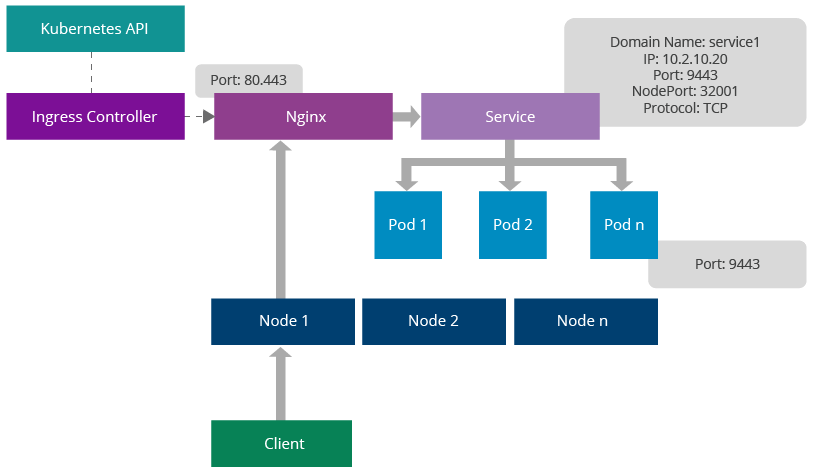 Kubernetes API
Domain Name: service1
IP: 10.2.10.20
Port: 9443
NodePort: 32001
Protocol: TCP
Port: 80.443
Ingress Controller
Nginx
Service
Pod 1
Pod 2
Pod n
Port: 9443
Node 1
Node 2
Node n
Client